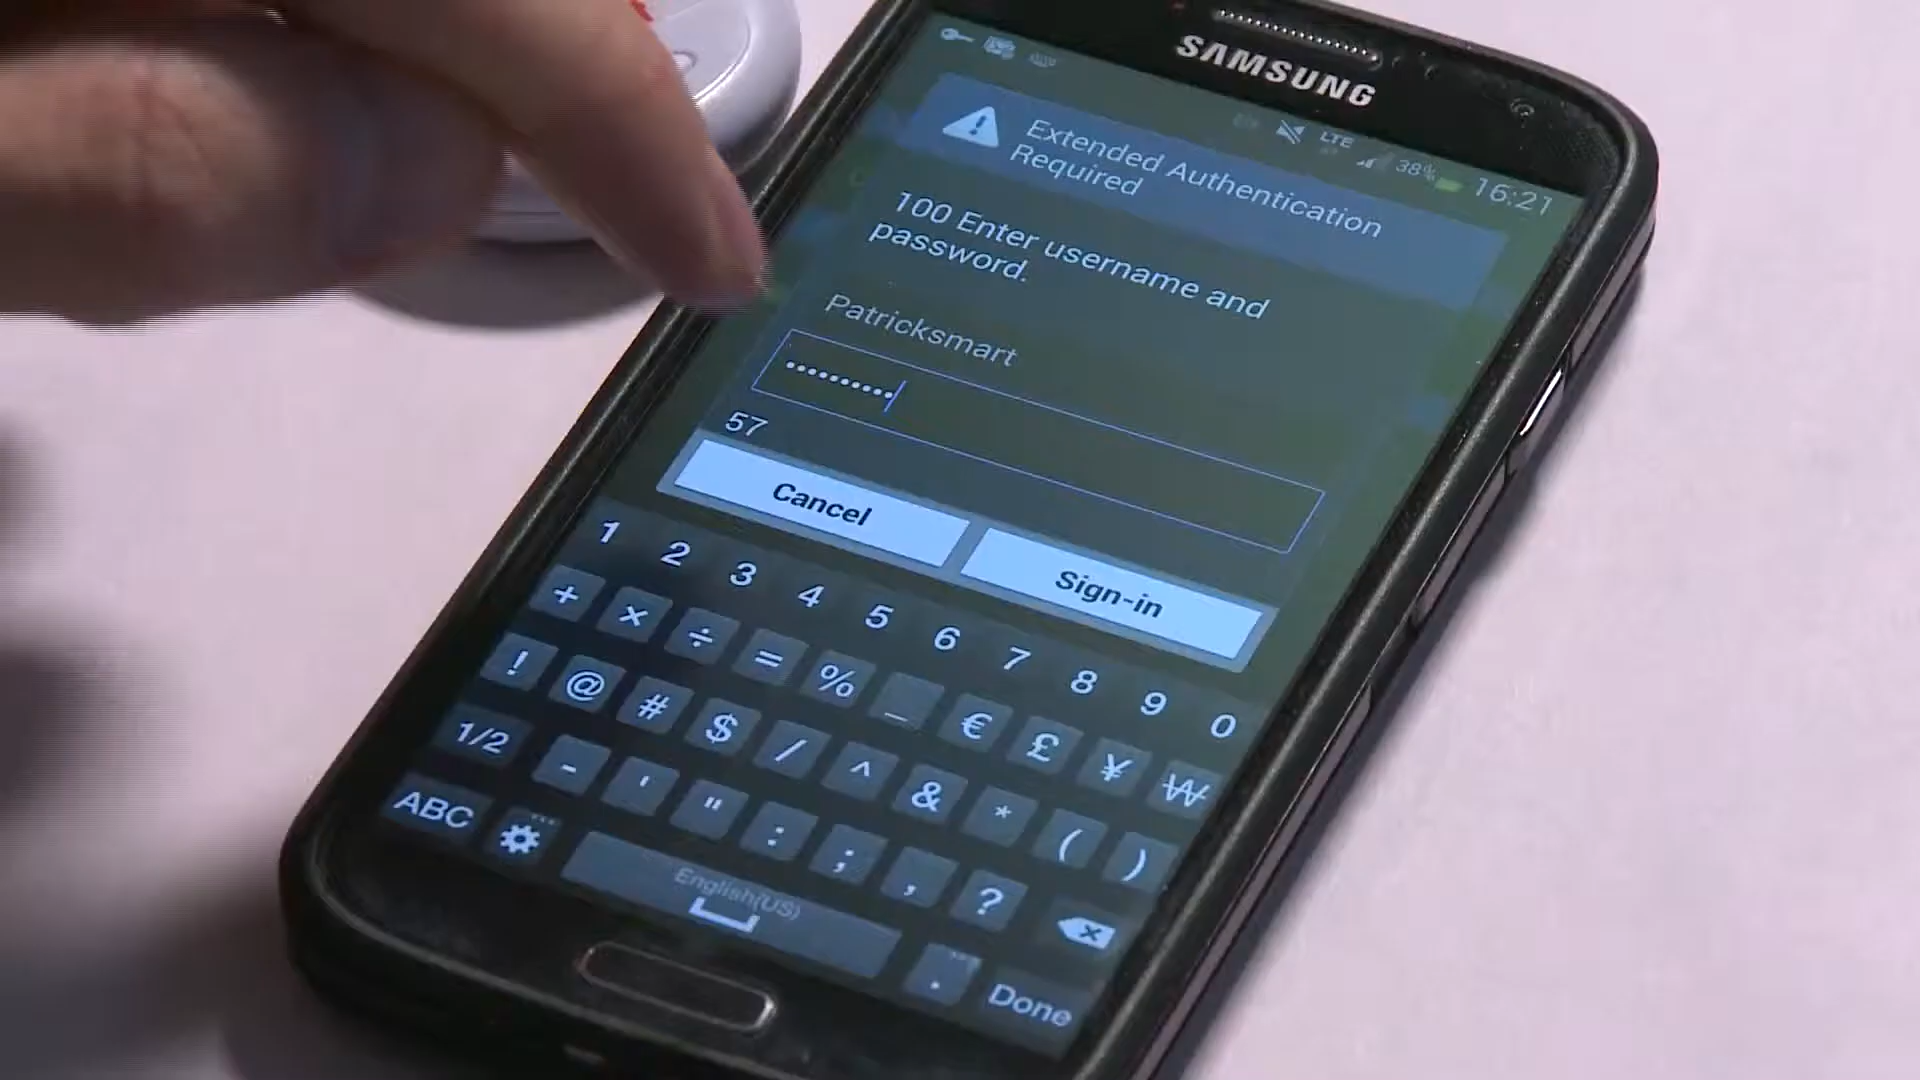 SAMSUNG
LTE 38% 16:21
Extended Authentication
Required
100 Enter username and
password.
Patricksmart
••••••••••
57
Cancel Sign-in
1 2 3 4 5 6 7 8 9 0
+ × ÷ = % _ € £ ¥ ₩
! @ # $ / ^ & * ( )
1/2 - ' " : ; , ?
ABC English(US) . Done